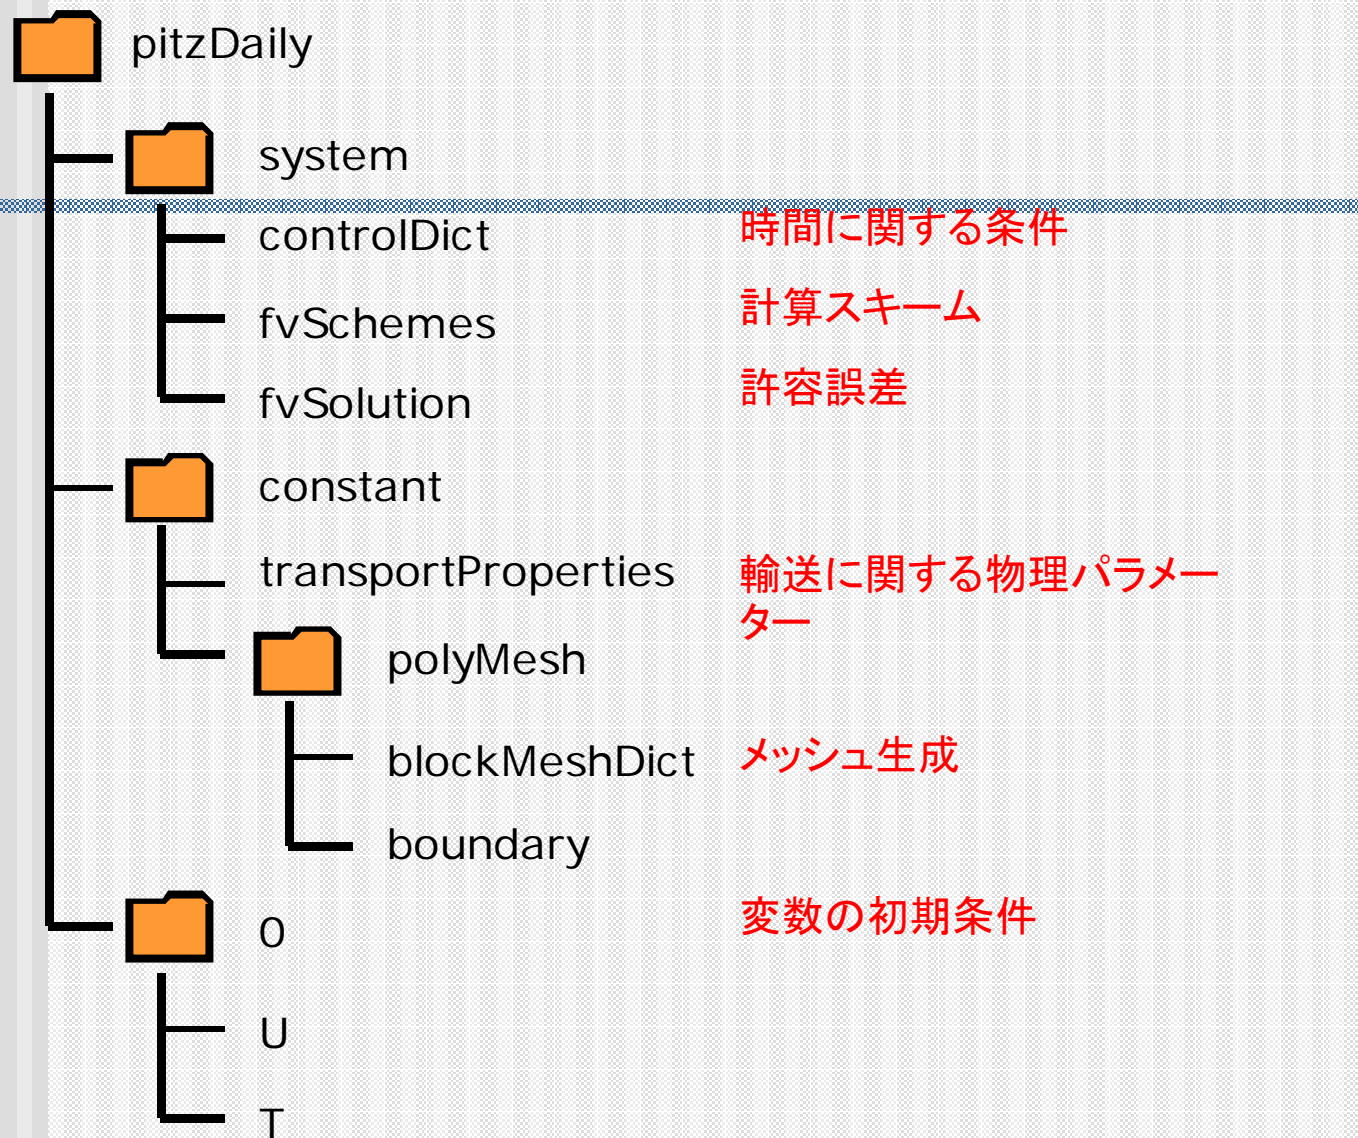 pitzDaily
system
controlDict
時間に関する条件
fvSchemes
計算スキーム
fvSolution
許容誤差
constant
transportProperties
輸送に関する物理パラメー
ター
polyMesh
blockMeshDict
メッシュ生成
boundary
0
変数の初期条件
U
T